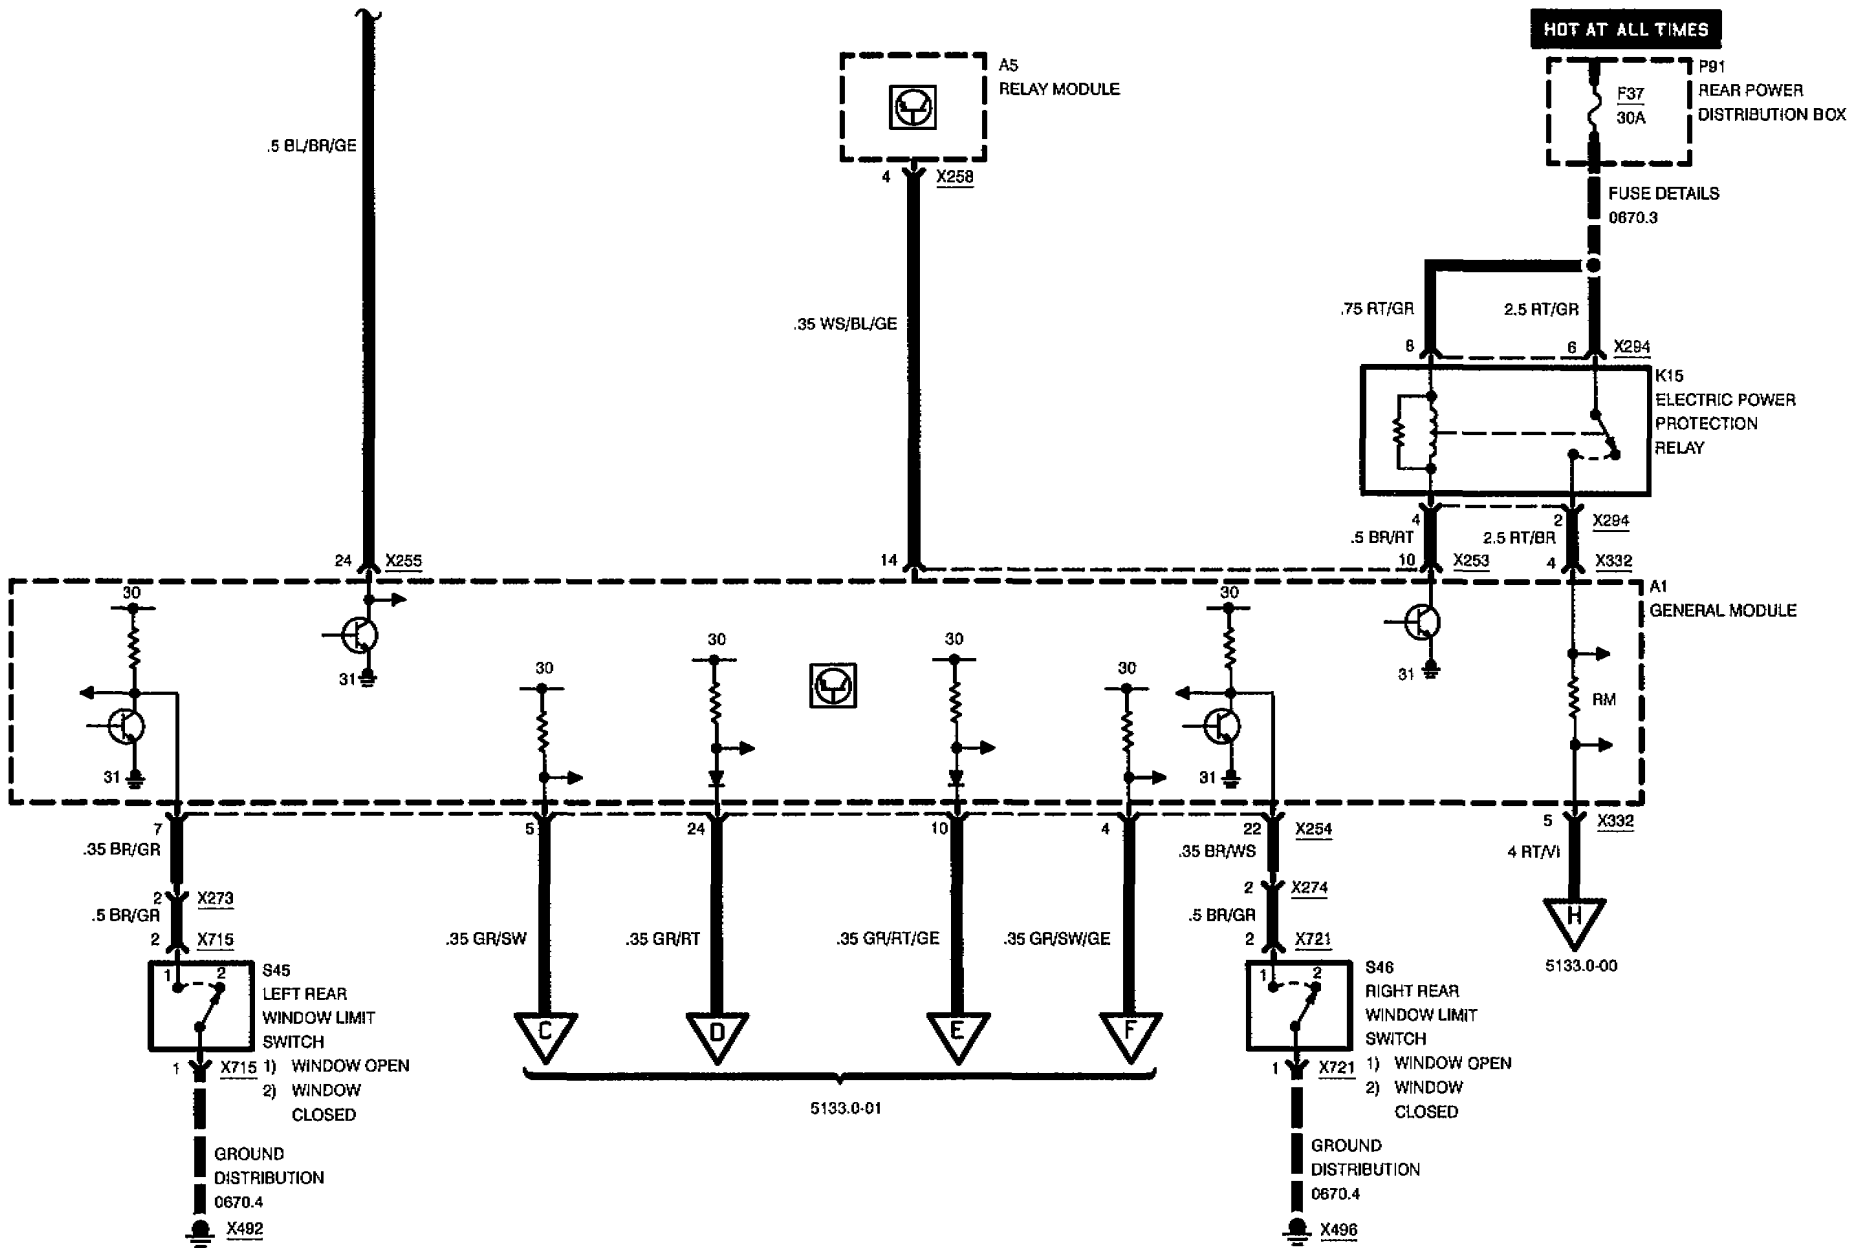 HOT AT ALL TIMES
A5
RELAY MODULE
P91
REAR POWER
DISTRIBUTION BOX
F37
30A
.5 BL/BR/GE
4 X258
FUSE DETAILS
0670.3
.35 WS/BL/GE
.75 RT/GR 2.5 RT/GR
8 6 X294
K15
ELECTRIC POWER
PROTECTION
RELAY
4 2 X294
.5 BR/RT 2.5 RT/BR
24 X255 14 10 X253 4 X332
A1
GENERAL MODULE
30 30
30 30
30 30
31 31
RM
31 31
7 5 24 10 4 22 X254 5 X332
.35 BR/GR .35 BR/WS 4 RT/VI
2 X273 2 X274
.5 BR/GR .5 BR/GR
H
2 X715 .35 GR/SW .35 GR/RT .35 GR/RT/GE .35 GR/SW/GE 2 X721
5133.0-00
1 2
S45
LEFT REAR
WINDOW LIMIT
SWITCH
1) WINDOW OPEN
2) WINDOW
CLOSED
1 X715
C D E F
5133.0-01
1 2
S46
RIGHT REAR
WINDOW LIMIT
SWITCH
1) WINDOW OPEN
2) WINDOW
CLOSED
1 X721
GROUND
DISTRIBUTION
0670.4
X492
GROUND
DISTRIBUTION
0670.4
X496